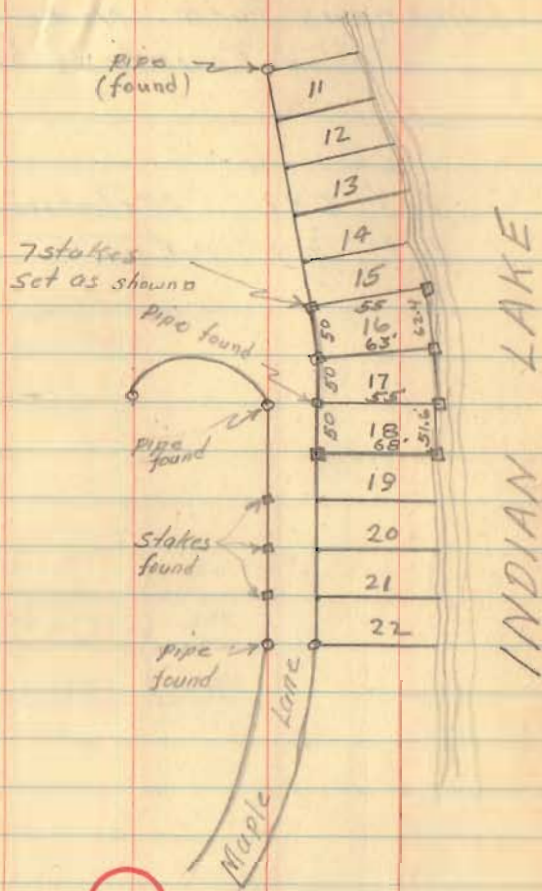 pipe
(found)
11
12
13
14
15
7 stakes
set as shown
55
50
16
62.4
63'
pipe found
50
17
55'
50
18
51.6'
68'
pipe
found
19
Stakes
found
20
21
22
pipe
found
Maple Lane
INDIAN LAKE